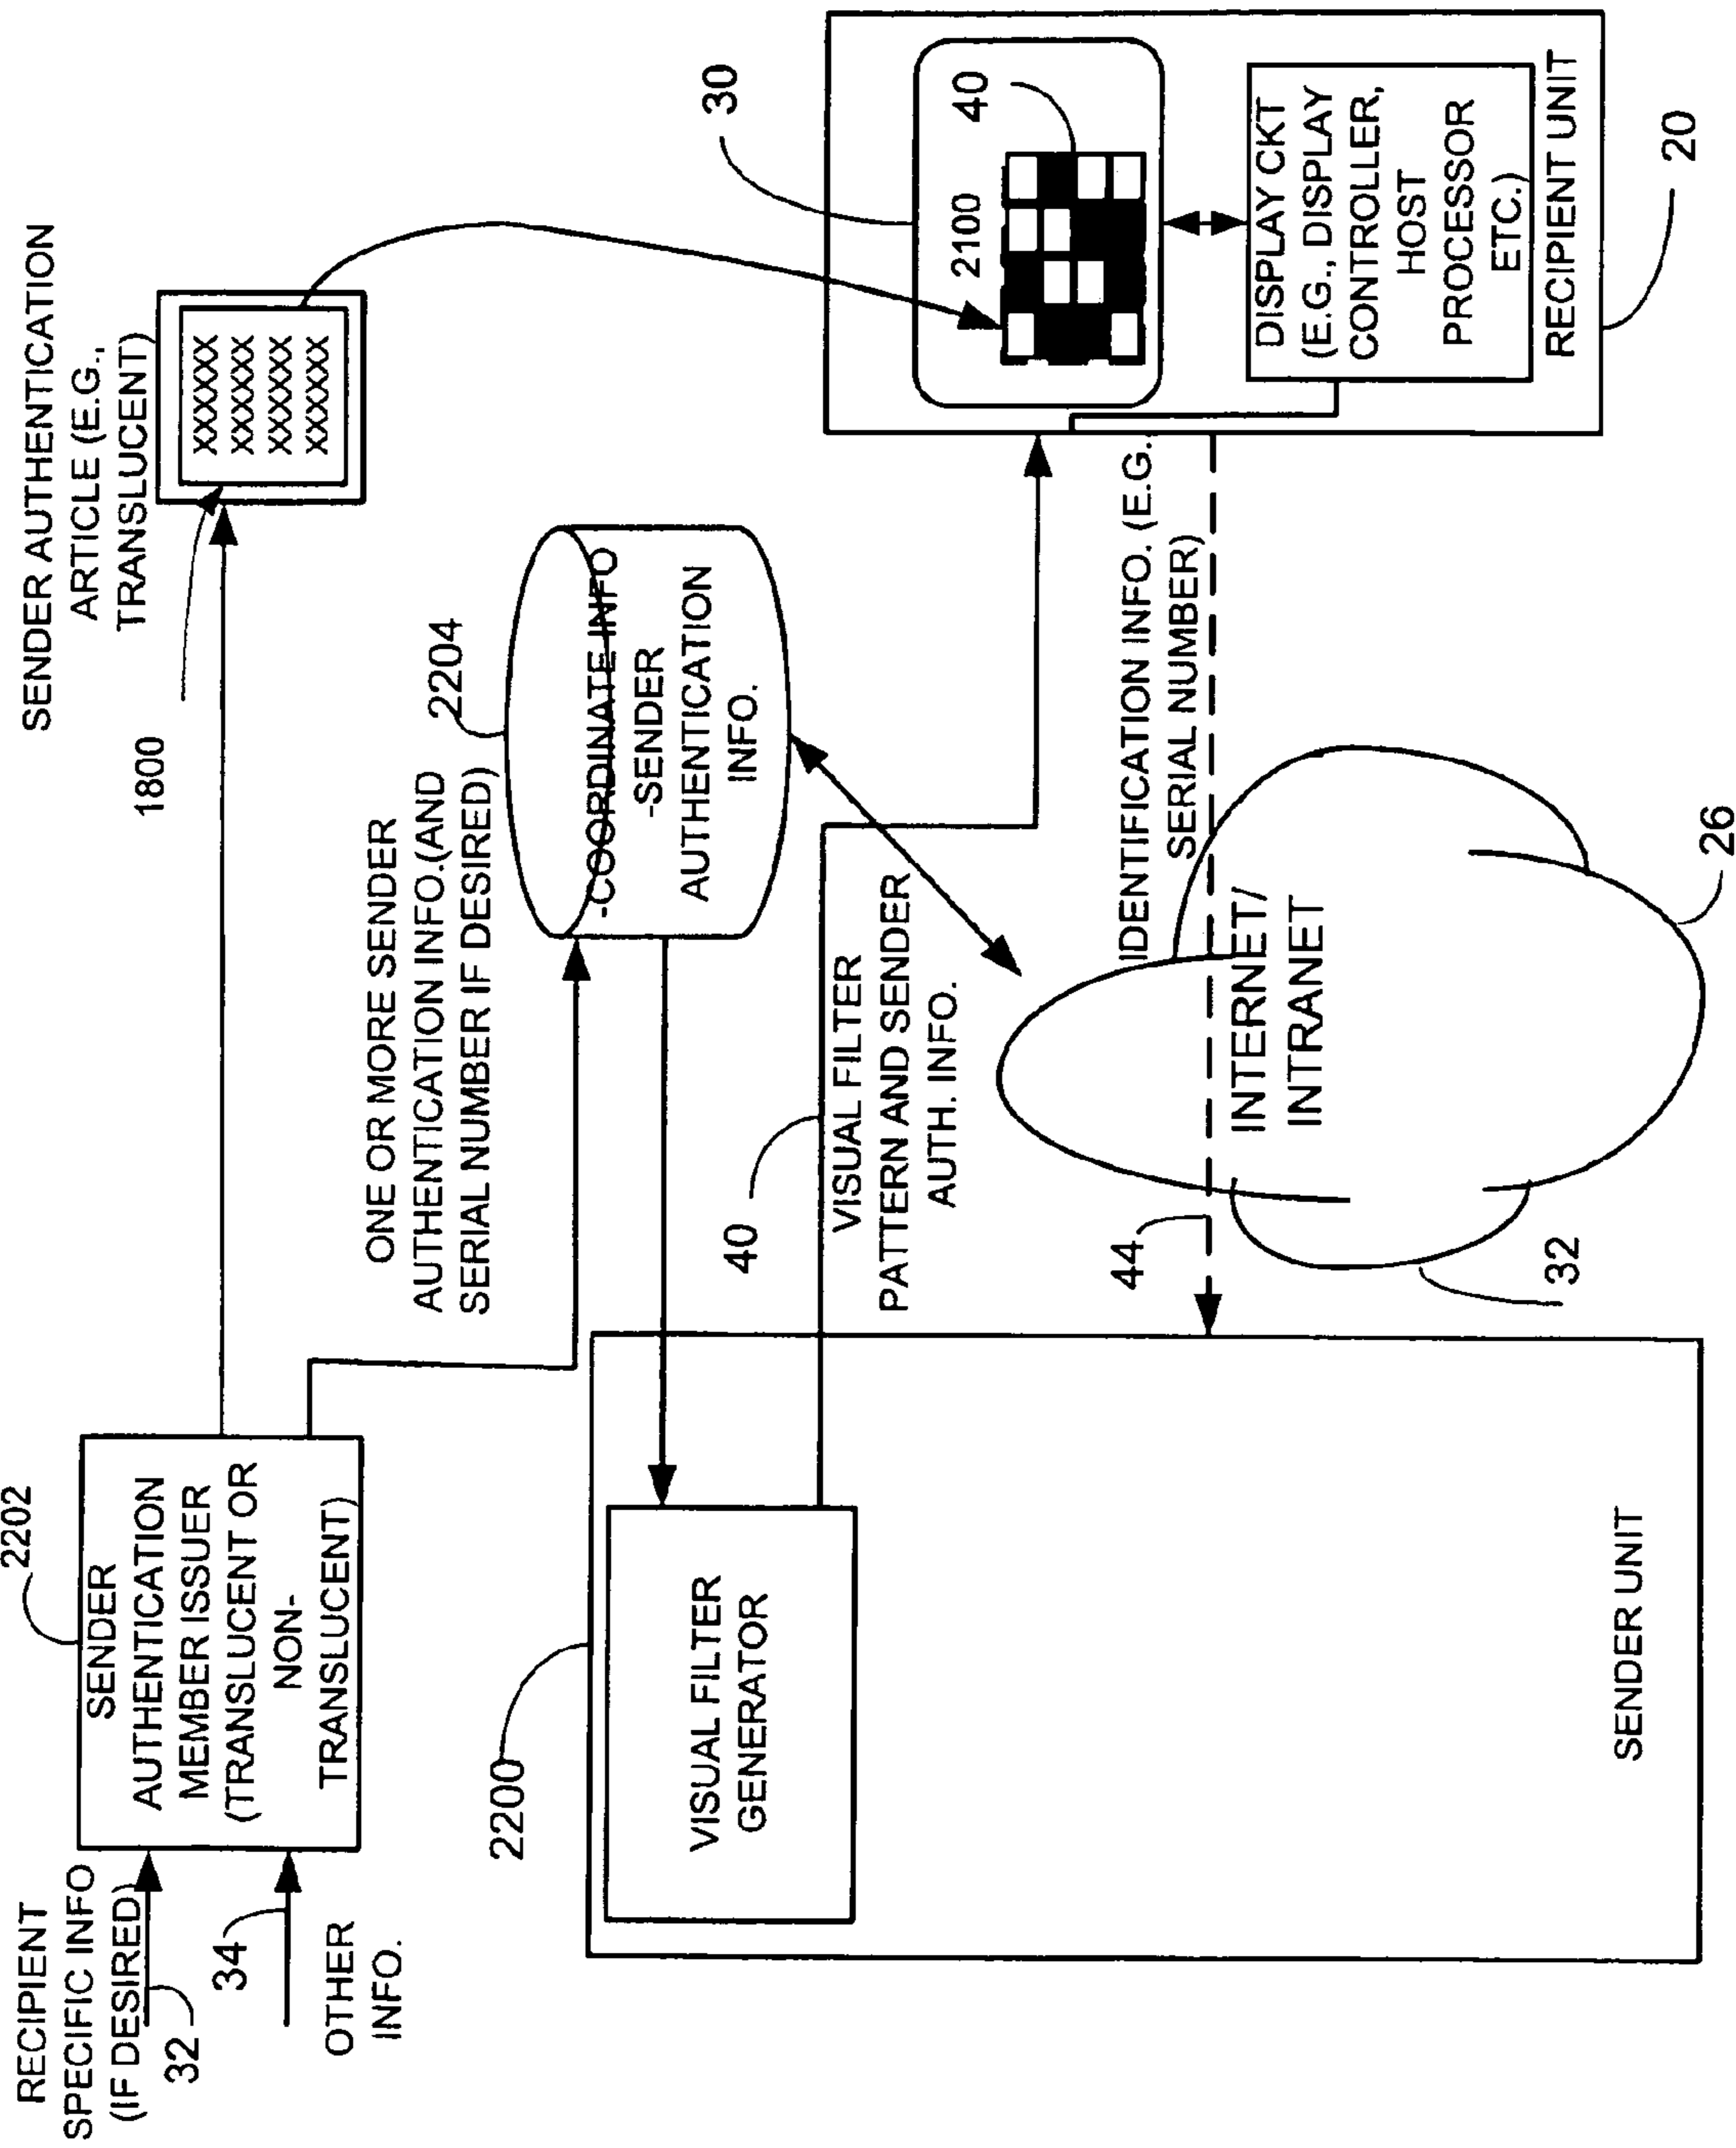 RECIPIENT
SPECIFIC INFO
(IF DESIRED)
32
34
OTHER
INFO.
2202
SENDER
AUTHENTICATION
MEMBER ISSUER
(TRANSLUCENT OR
NON-
TRANSLUCENT)
SENDER AUTHENTICATION
ARTICLE (E.G.,
TRANSLUCENT)
1800
XXXXXX
XXXXXX
XXXXXX
XXXXXX
ONE OR MORE SENDER
AUTHENTICATION INFO.(AND
SERIAL NUMBER IF DESIRED)
2204
-COORDINATE INFO
-SENDER
AUTHENTICATION
INFO.
2200
VISUAL FILTER
GENERATOR
SENDER UNIT
40
VISUAL FILTER
PATTERN AND SENDER
AUTH. INFO.
44
IDENTIFICATION INFO. (E.G.
SERIAL NUMBER)
INTERNET/
INTRANET
32
26
30
2100
40
DISPLAY CKT
(E.G., DISPLAY
CONTROLLER,
HOST
PROCESSOR
ETC.)
RECIPIENT UNIT
20